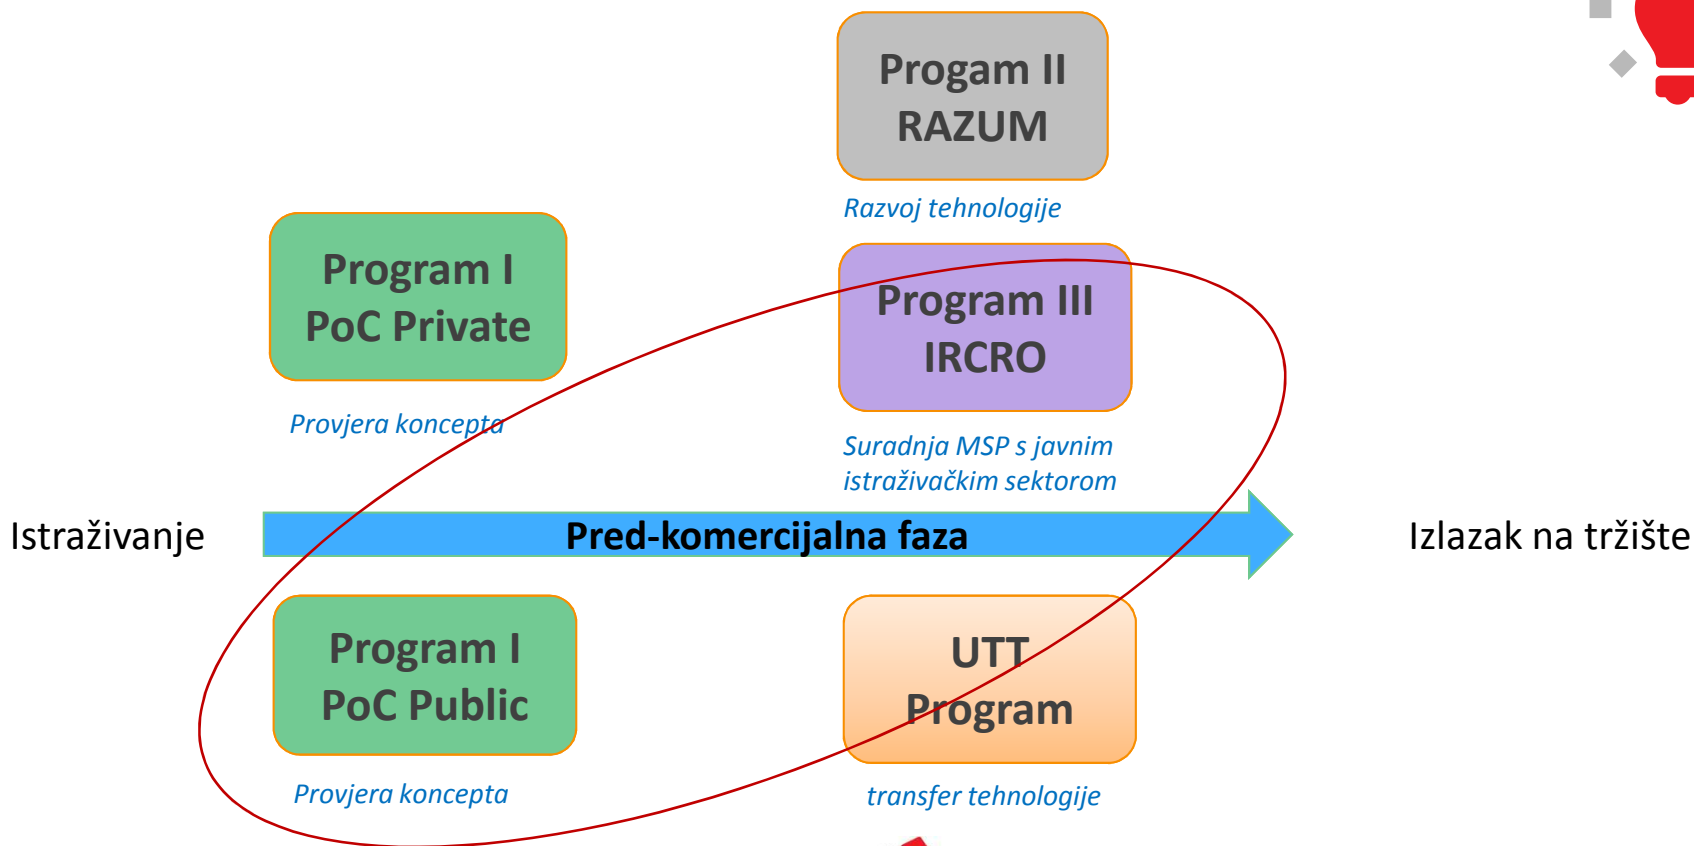 Progam II
RAZUM
Razvoj tehnologije
Program I
PoC Private
Provjera koncepta
Program III
IRCRO
Suradnja MSP s javnim
istraživačkim sektorom
Istraživanje
Pred-komercijalna faza
Izlazak na tržište
Program I
PoC Public
Provjera koncepta
UTT
Program
transfer tehnologije